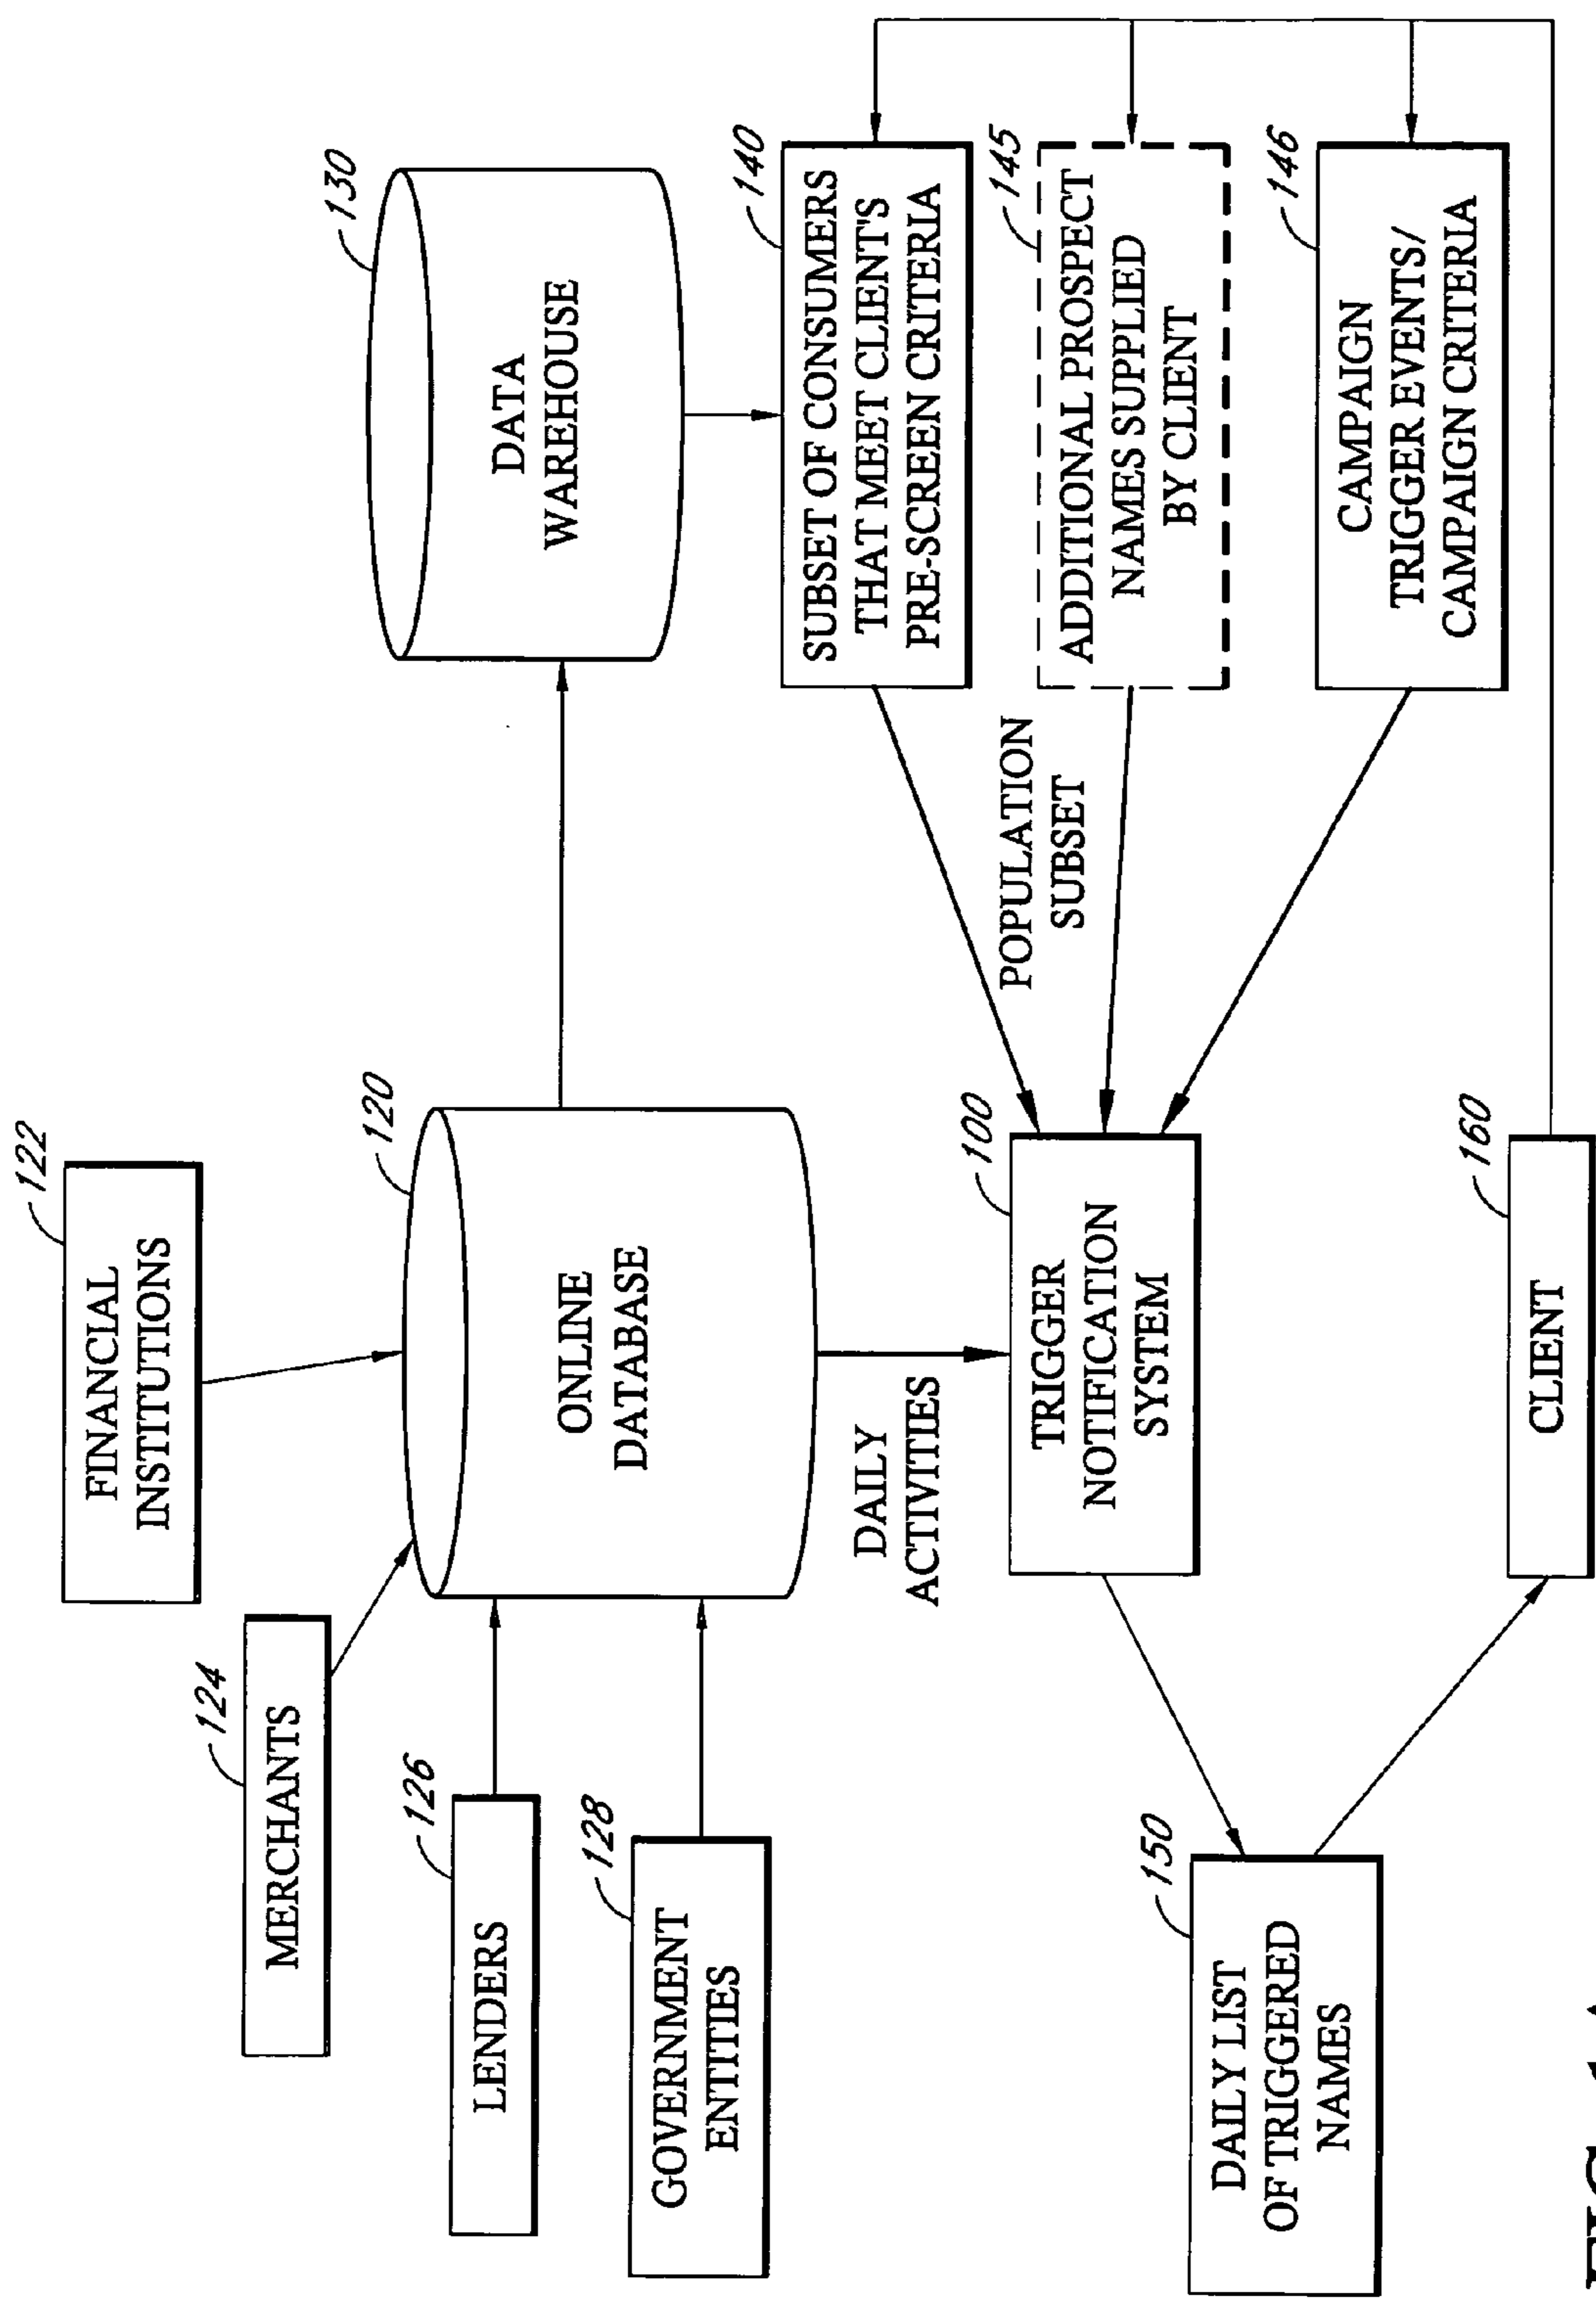 122
FINANCIAL
INSTITUTIONS
124
MERCHANTS
126
LENDERS
128
GOVERNMENT
ENTITIES
120
ONLINE
DATABASE
130
DATA
WAREHOUSE
DAILY
ACTIVITIES
140
SUBSET OF CONSUMERS
THAT MEET CLIENT'S
PRE-SCREEN CRITERIA
145
ADDITIONAL PROSPECT
NAMES SUPPLIED
BY CLIENT
146
CAMPAIGN
TRIGGER EVENTS/
CAMPAIGN CRITERIA
POPULATION
SUBSET
100
TRIGGER
NOTIFICATION
SYSTEM
150
DAILY LIST
OF TRIGGERED
NAMES
160
CLIENT